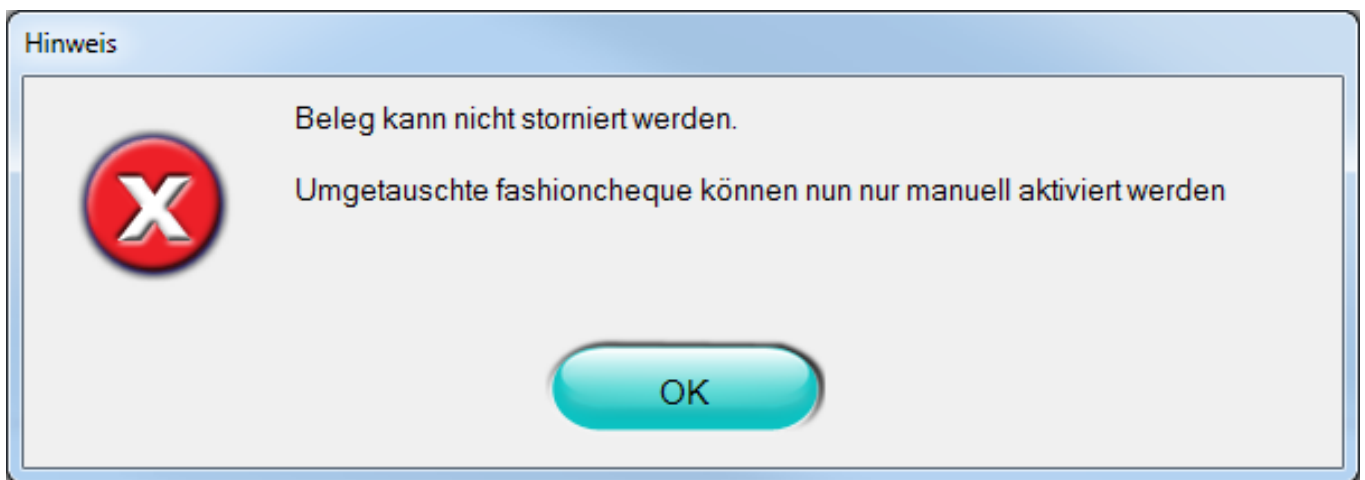 Hinweis
Beleg kann nicht storniert werden.
Umgetauschte fashioncheque können nun nur manuell aktiviert werden
OK